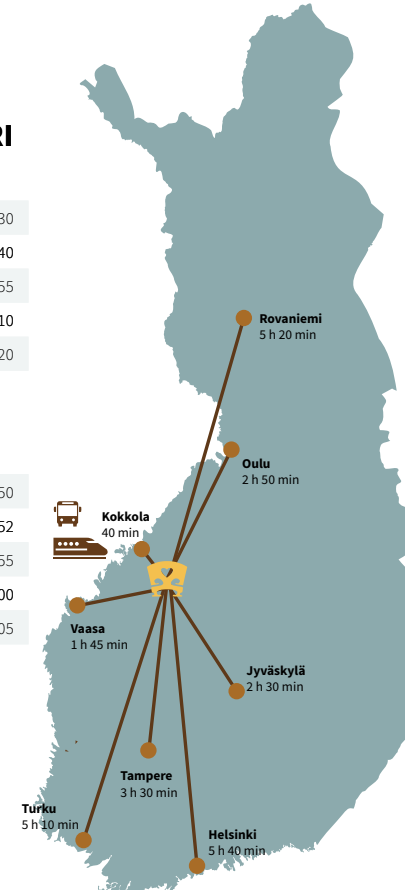 RI
30
40
55
10
20
Rovaniemi
5 h 20 min
Oulu
2 h 50 min
50
52
55
00
05
Kokkola
40 min
Vaasa
1 h 45 min
Jyväskylä
2 h 30 min
Tampere
3 h 30 min
Turku
5 h 10 min
Helsinki
5 h 40 min